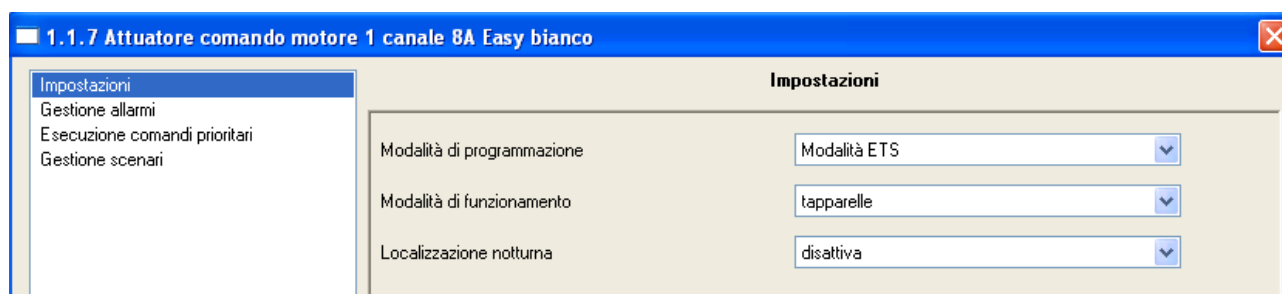 1.1.7 Attuatore comando motore 1 canale 8A Easy bianco
Impostazioni
Gestione allarmi
Esecuzione comandi prioritari
Gestione scenari
Impostazioni
Modalità di programmazione Modalità ETS
Modalità di funzionamento tapparelle
Localizzazione notturna disattiva